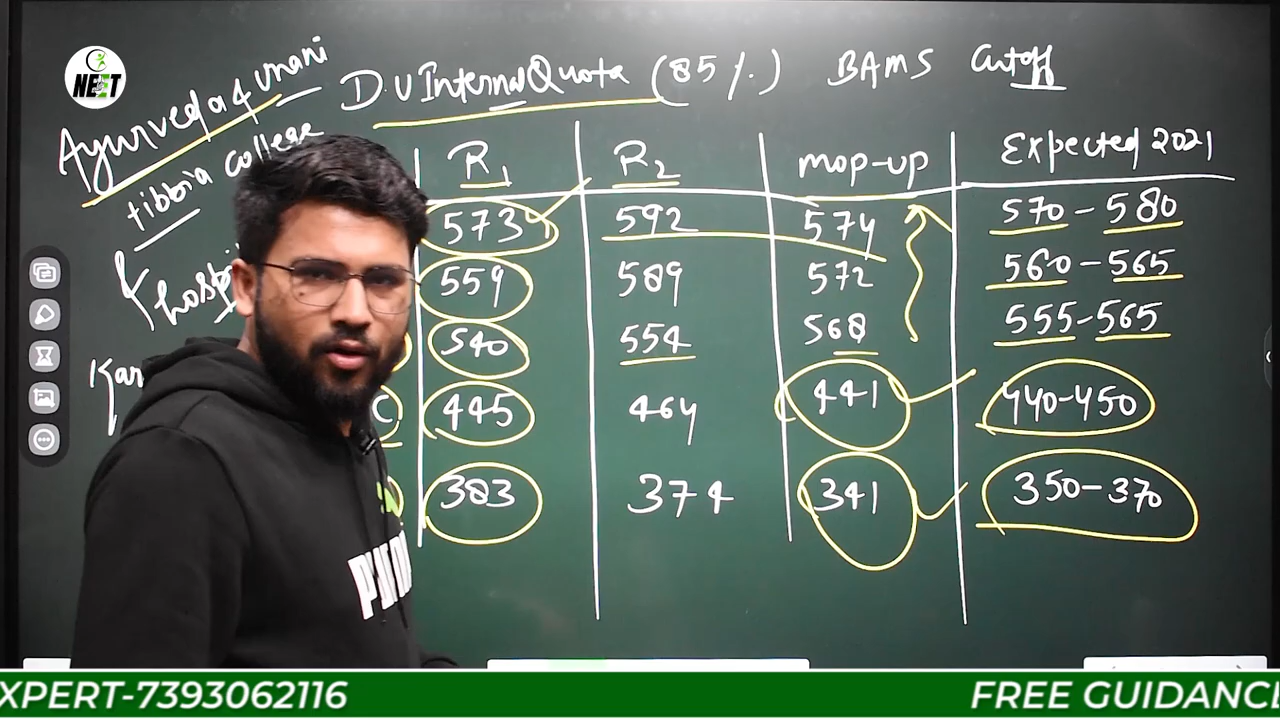 NEET
Ayurveda & Unani
tibbia college
&
D.U Internal Quota (85%) BAMS Cutoff
R1 R2 mop-up Expected 2021
573 592 574 570-580
559 589 572 560-565
540 554 568 555-565
C 445 464 441 440-450
383 374 341 350-370
XPERT-7393062116 FREE GUIDANCE